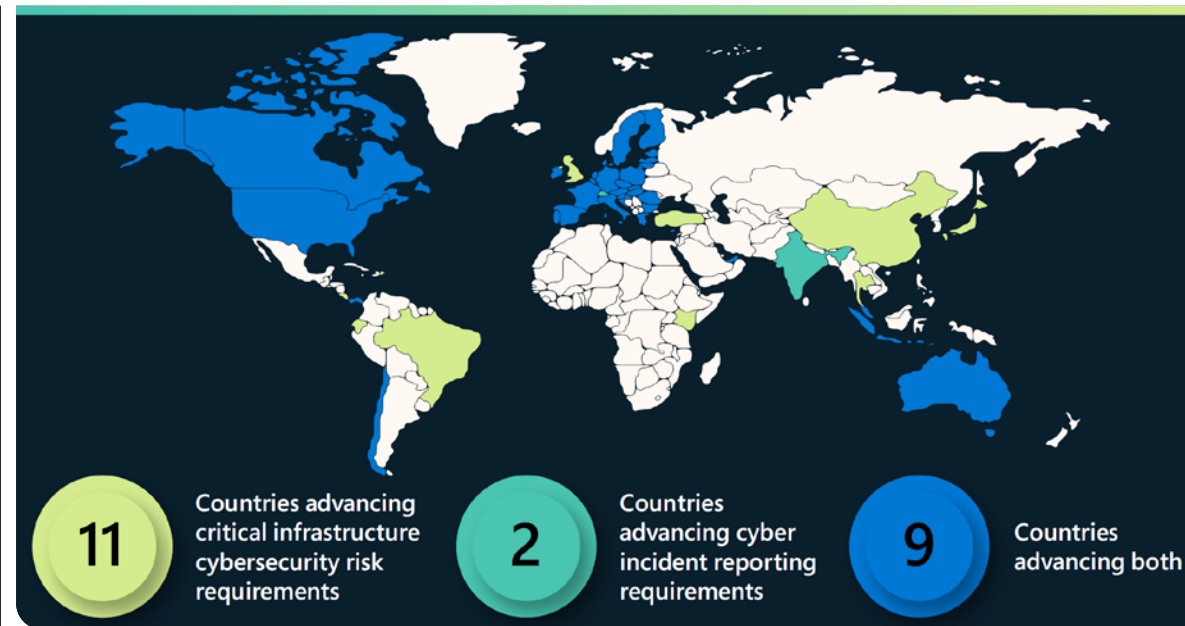 11
Countries advancing
critical infrastructure
cybersecurity risk
requirements
2
Countries
advancing cyber
incident reporting
requirements
9
Countries
advancing both